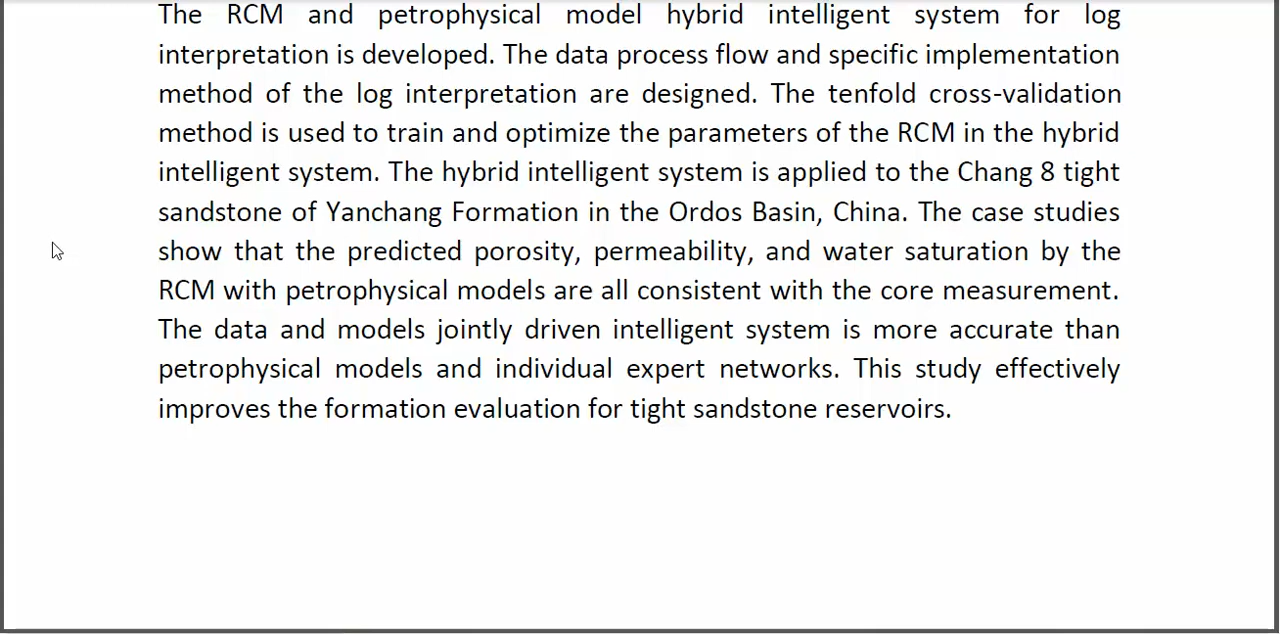 The RCM and petrophysical model hybrid intelligent system for log
interpretation is developed. The data process flow and specific implementation
method of the log interpretation are designed. The tenfold cross-validation
method is used to train and optimize the parameters of the RCM in the hybrid
intelligent system. The hybrid intelligent system is applied to the Chang 8 tight
sandstone of Yanchang Formation in the Ordos Basin, China. The case studies
show that the predicted porosity, permeability, and water saturation by the
RCM with petrophysical models are all consistent with the core measurement.
The data and models jointly driven intelligent system is more accurate than
petrophysical models and individual expert networks. This study effectively
improves the formation evaluation for tight sandstone reservoirs.